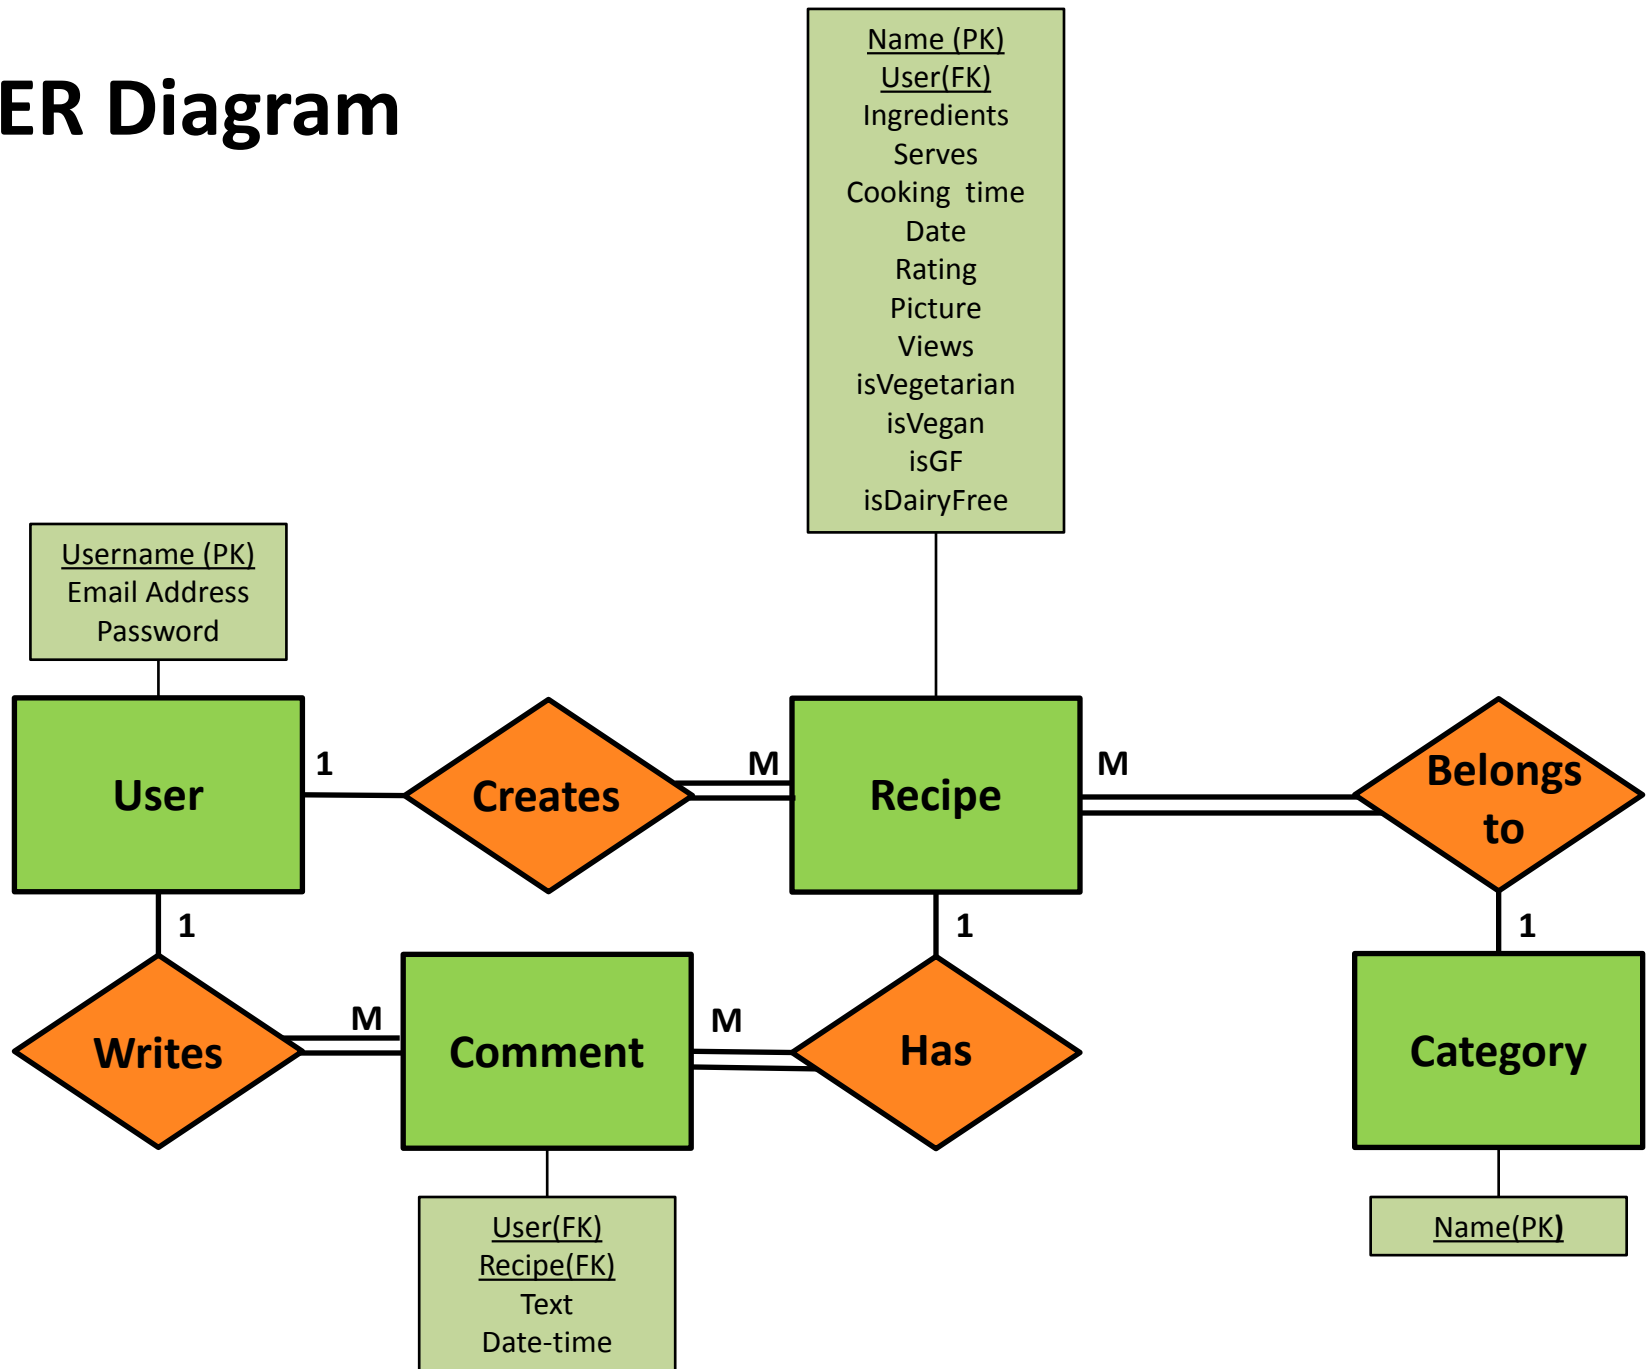 ER Diagram
Name (PK)
User(FK)
Ingredients
Serves
Cooking time
Date
Rating
Picture
Views
isVegetarian
isVegan
isGF
isDairyFree
Username (PK)
Email Address
Password
User
1
Creates
M
Recipe
M
Belongs
to
1
1
1
Writes
M
Comment
M
Has
Category
User(FK)
Recipe(FK)
Text
Date-time
Name(PK)